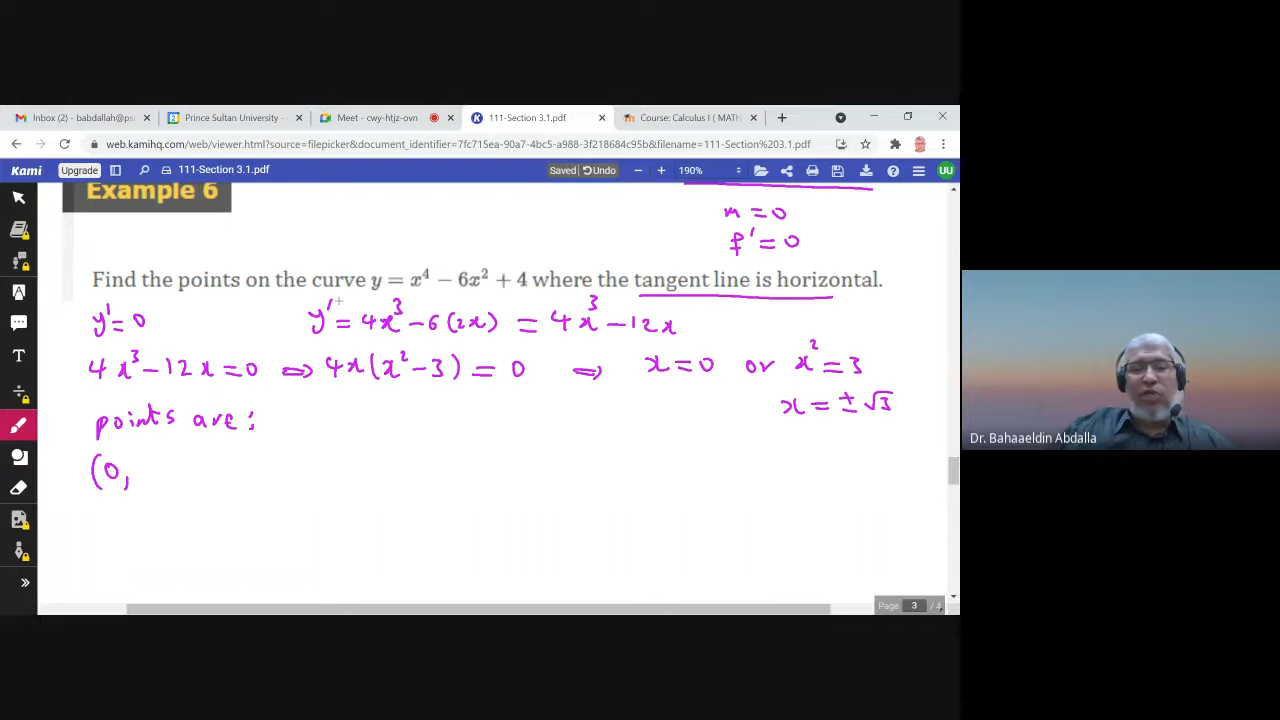 Inbox (2) - babdallah@ps
Prince Sultan University -
Meet - cwy-htjz-ovn
111-Section 3.1.pdf
Course: Calculus I ( MATH
web.kamihq.com/web/viewer.html?source=filepicker&document_identifier=7fc715ea-90a7-4bc5-a988-3f218684c95b&filename=111-Section%203.1.pdf
Kami
Upgrade
111-Section 3.1.pdf
Saved
Undo
190%
UU
Example 6
m = 0
f' = 0
Find the points on the curve y = x⁴ − 6x² + 4 where the tangent line is horizontal.
y' = 0 y' = 4x³ − 6(2x) = 4x³ − 12x
4x³ − 12x = 0 ⇒ 4x(x² − 3) = 0 ⇒ x = 0 or x² = 3
points are: x = ± √3
(0,
Page 3 / 4
Dr. Bahaaeldin Abdalla